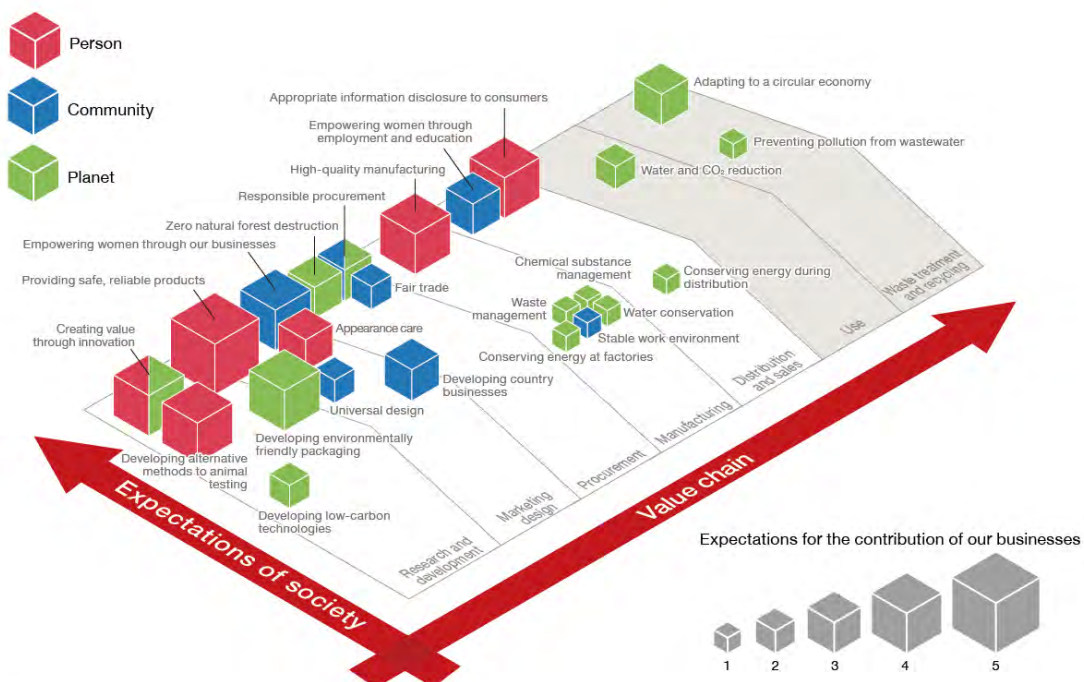 Person
Community
Planet
Adapting to a circular economy
Appropriate information disclosure to consumers
Preventing pollution from wastewater
Empowering women through
employment and education
Water and CO₂ reduction
High-quality manufacturing
Responsible procurement
Zero natural forest destruction
Empowering women through our businesses
Chemical substance
management
Conserving energy during
distribution
Providing safe, reliable products
Fair trade
Waste
management
Water conservation
Creating value
through innovation
Appearance care
Stable work environment
Conserving energy at factories
Developing country
businesses
Universal design
Developing environmentally
friendly packaging
Developing alternative
methods to animal
testing
Developing low-carbon
technologies
Research and
development
Marketing
design
Procurement
Manufacturing
Distribution
and sales
Use
Waste treatment
and recycling
Expectations of society
Value chain
Expectations for the contribution of our businesses
1 2 3 4 5